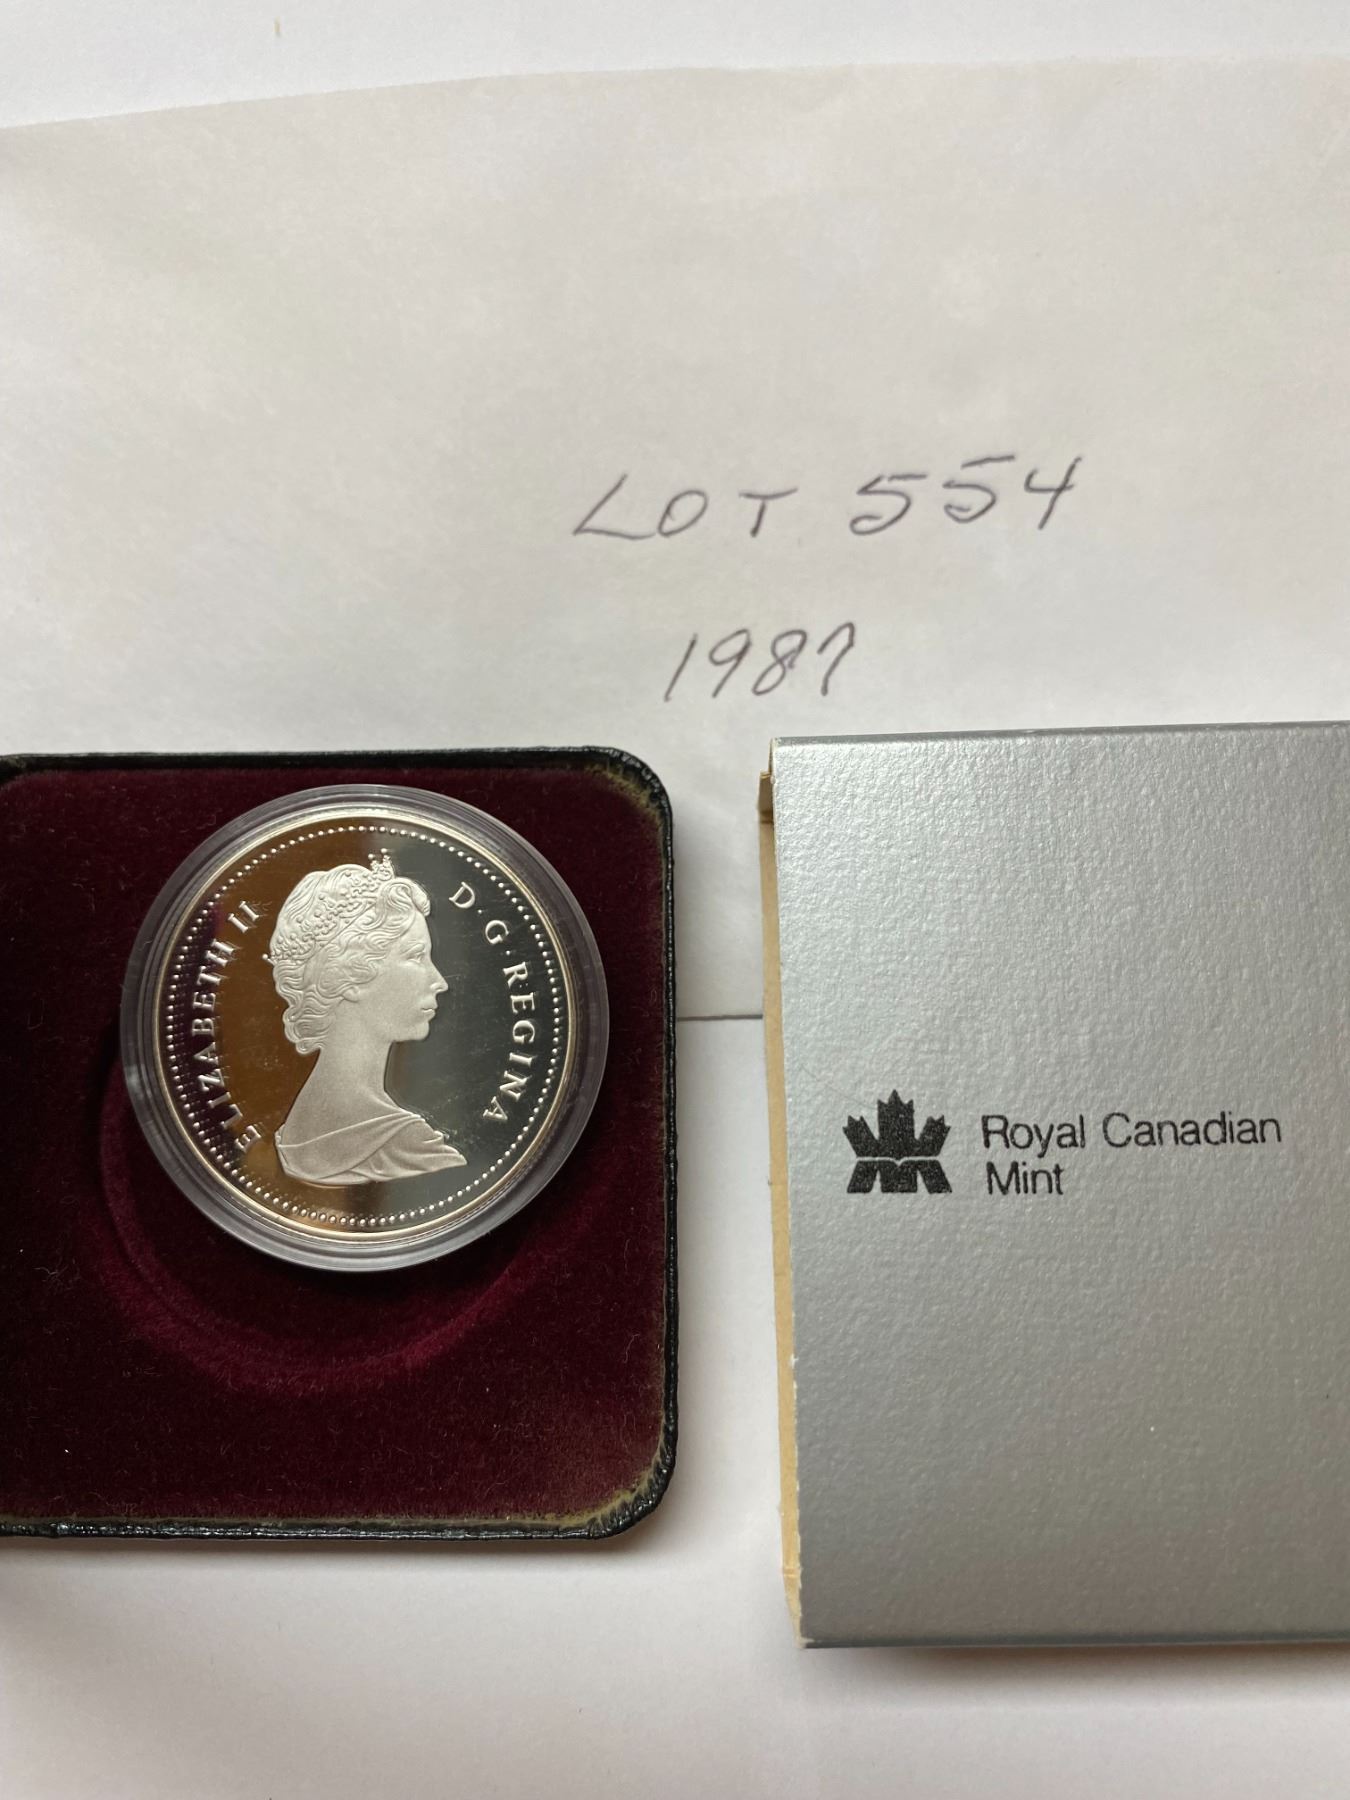 LOT 554
1987
ELIZABETH II D·G·REGINA
Royal Canadian
Mint